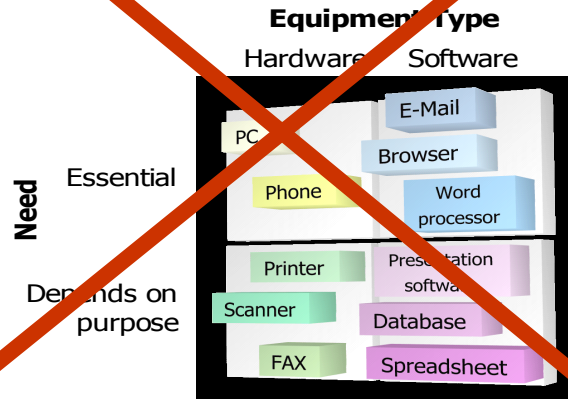 Equipment Type
Hardware Software
Need
Essential
PC
Phone
E-Mail
Browser
Word
processor
Depends on
purpose
Printer
Scanner
FAX
Presentation
software
Database
Spreadsheet